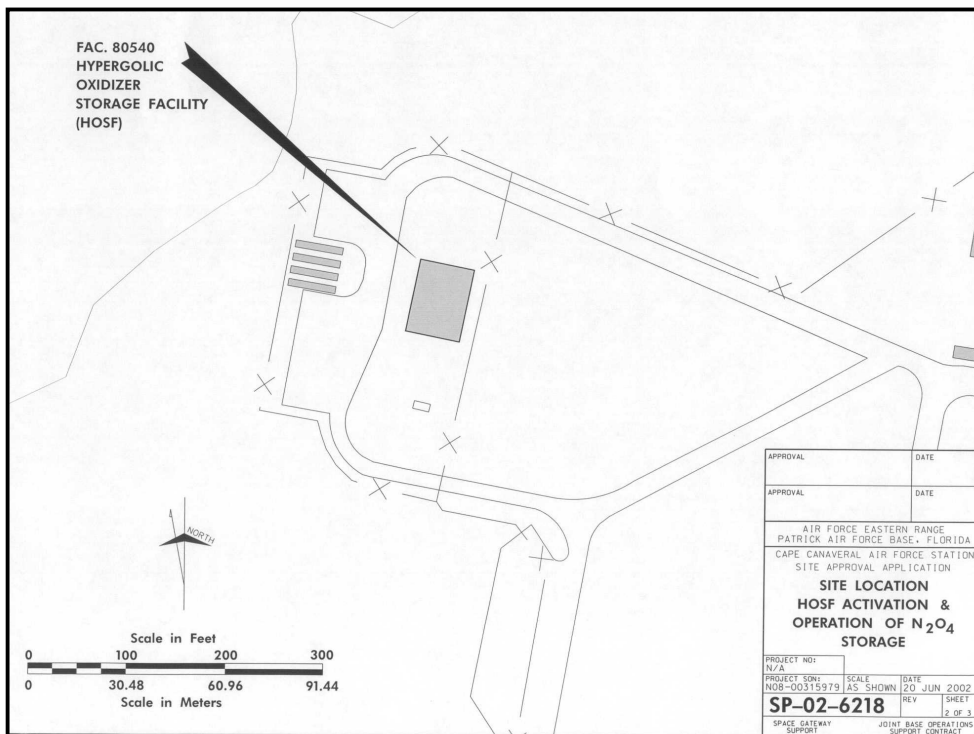 FAC. 80540
HYPERGOLIC
OXIDIZER
STORAGE FACILITY
(HOSF)
NORTH
Scale in Feet
0 100 200 300
0 30.48 60.96 91.44
Scale in Meters
APPROVAL DATE
APPROVAL DATE
AIR FORCE EASTERN RANGE
PATRICK AIR FORCE BASE, FLORIDA
CAPE CANAVERAL AIR FORCE STATION
SITE APPROVAL APPLICATION
SITE LOCATION
HOSF ACTIVATION &
OPERATION OF N₂O₄
STORAGE
PROJECT NO:
N/A
PROJECT SON: SCALE DATE
N08-00315979 AS SHOWN 20 JUN 2002
SP-02-6218 REV SHEET
2 OF 3
SPACE GATEWAY JOINT BASE OPERATIONS
SUPPORT SUPPORT CONTRACT